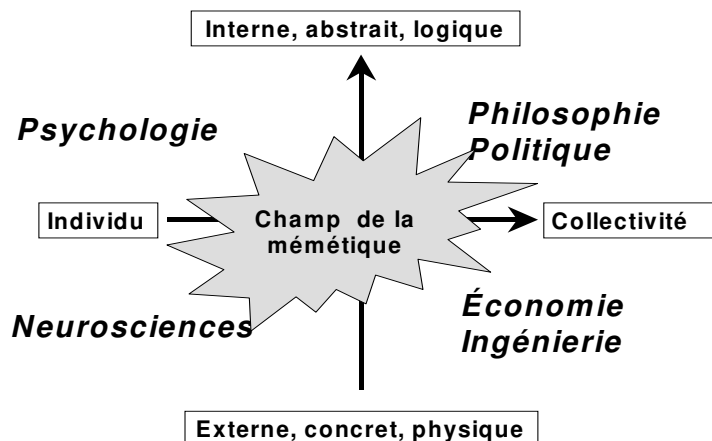 Interne, abstrait, logique
Psychologie
Philosophie
Politique
Individu
Champ de la
mémétique
Collectivité
Neurosciences
Économie
Ingénierie
Externe, concret, physique